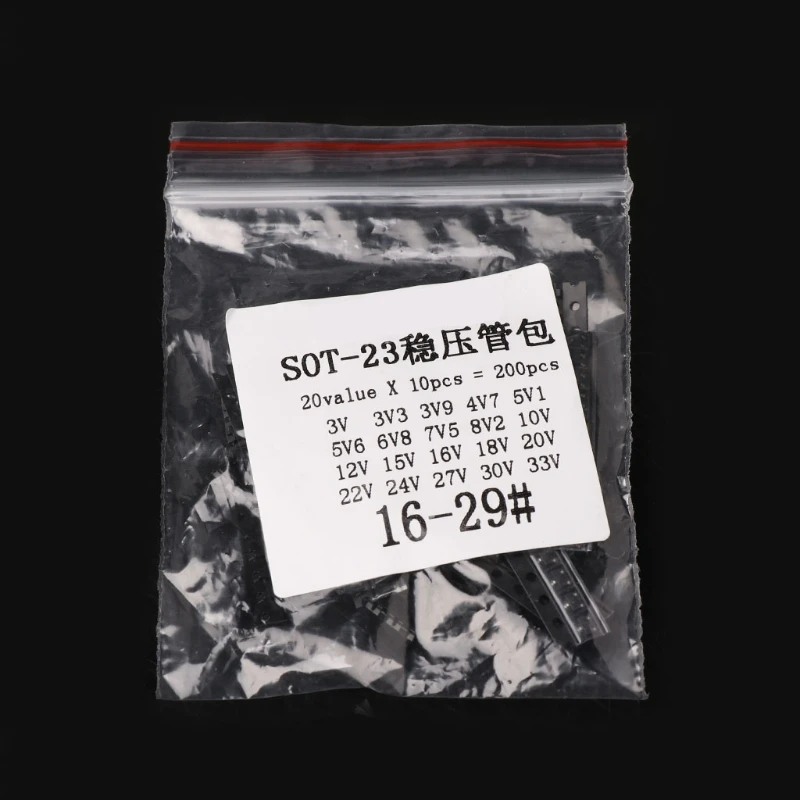 SOT-23稳压管包
20value X 10pcs = 200pcs
3V 3V3 3V9 4V7 5V1
5V6 6V8 7V5 8V2 10V
12V 15V 16V 18V 20V
22V 24V 27V 30V 33V
16-29#